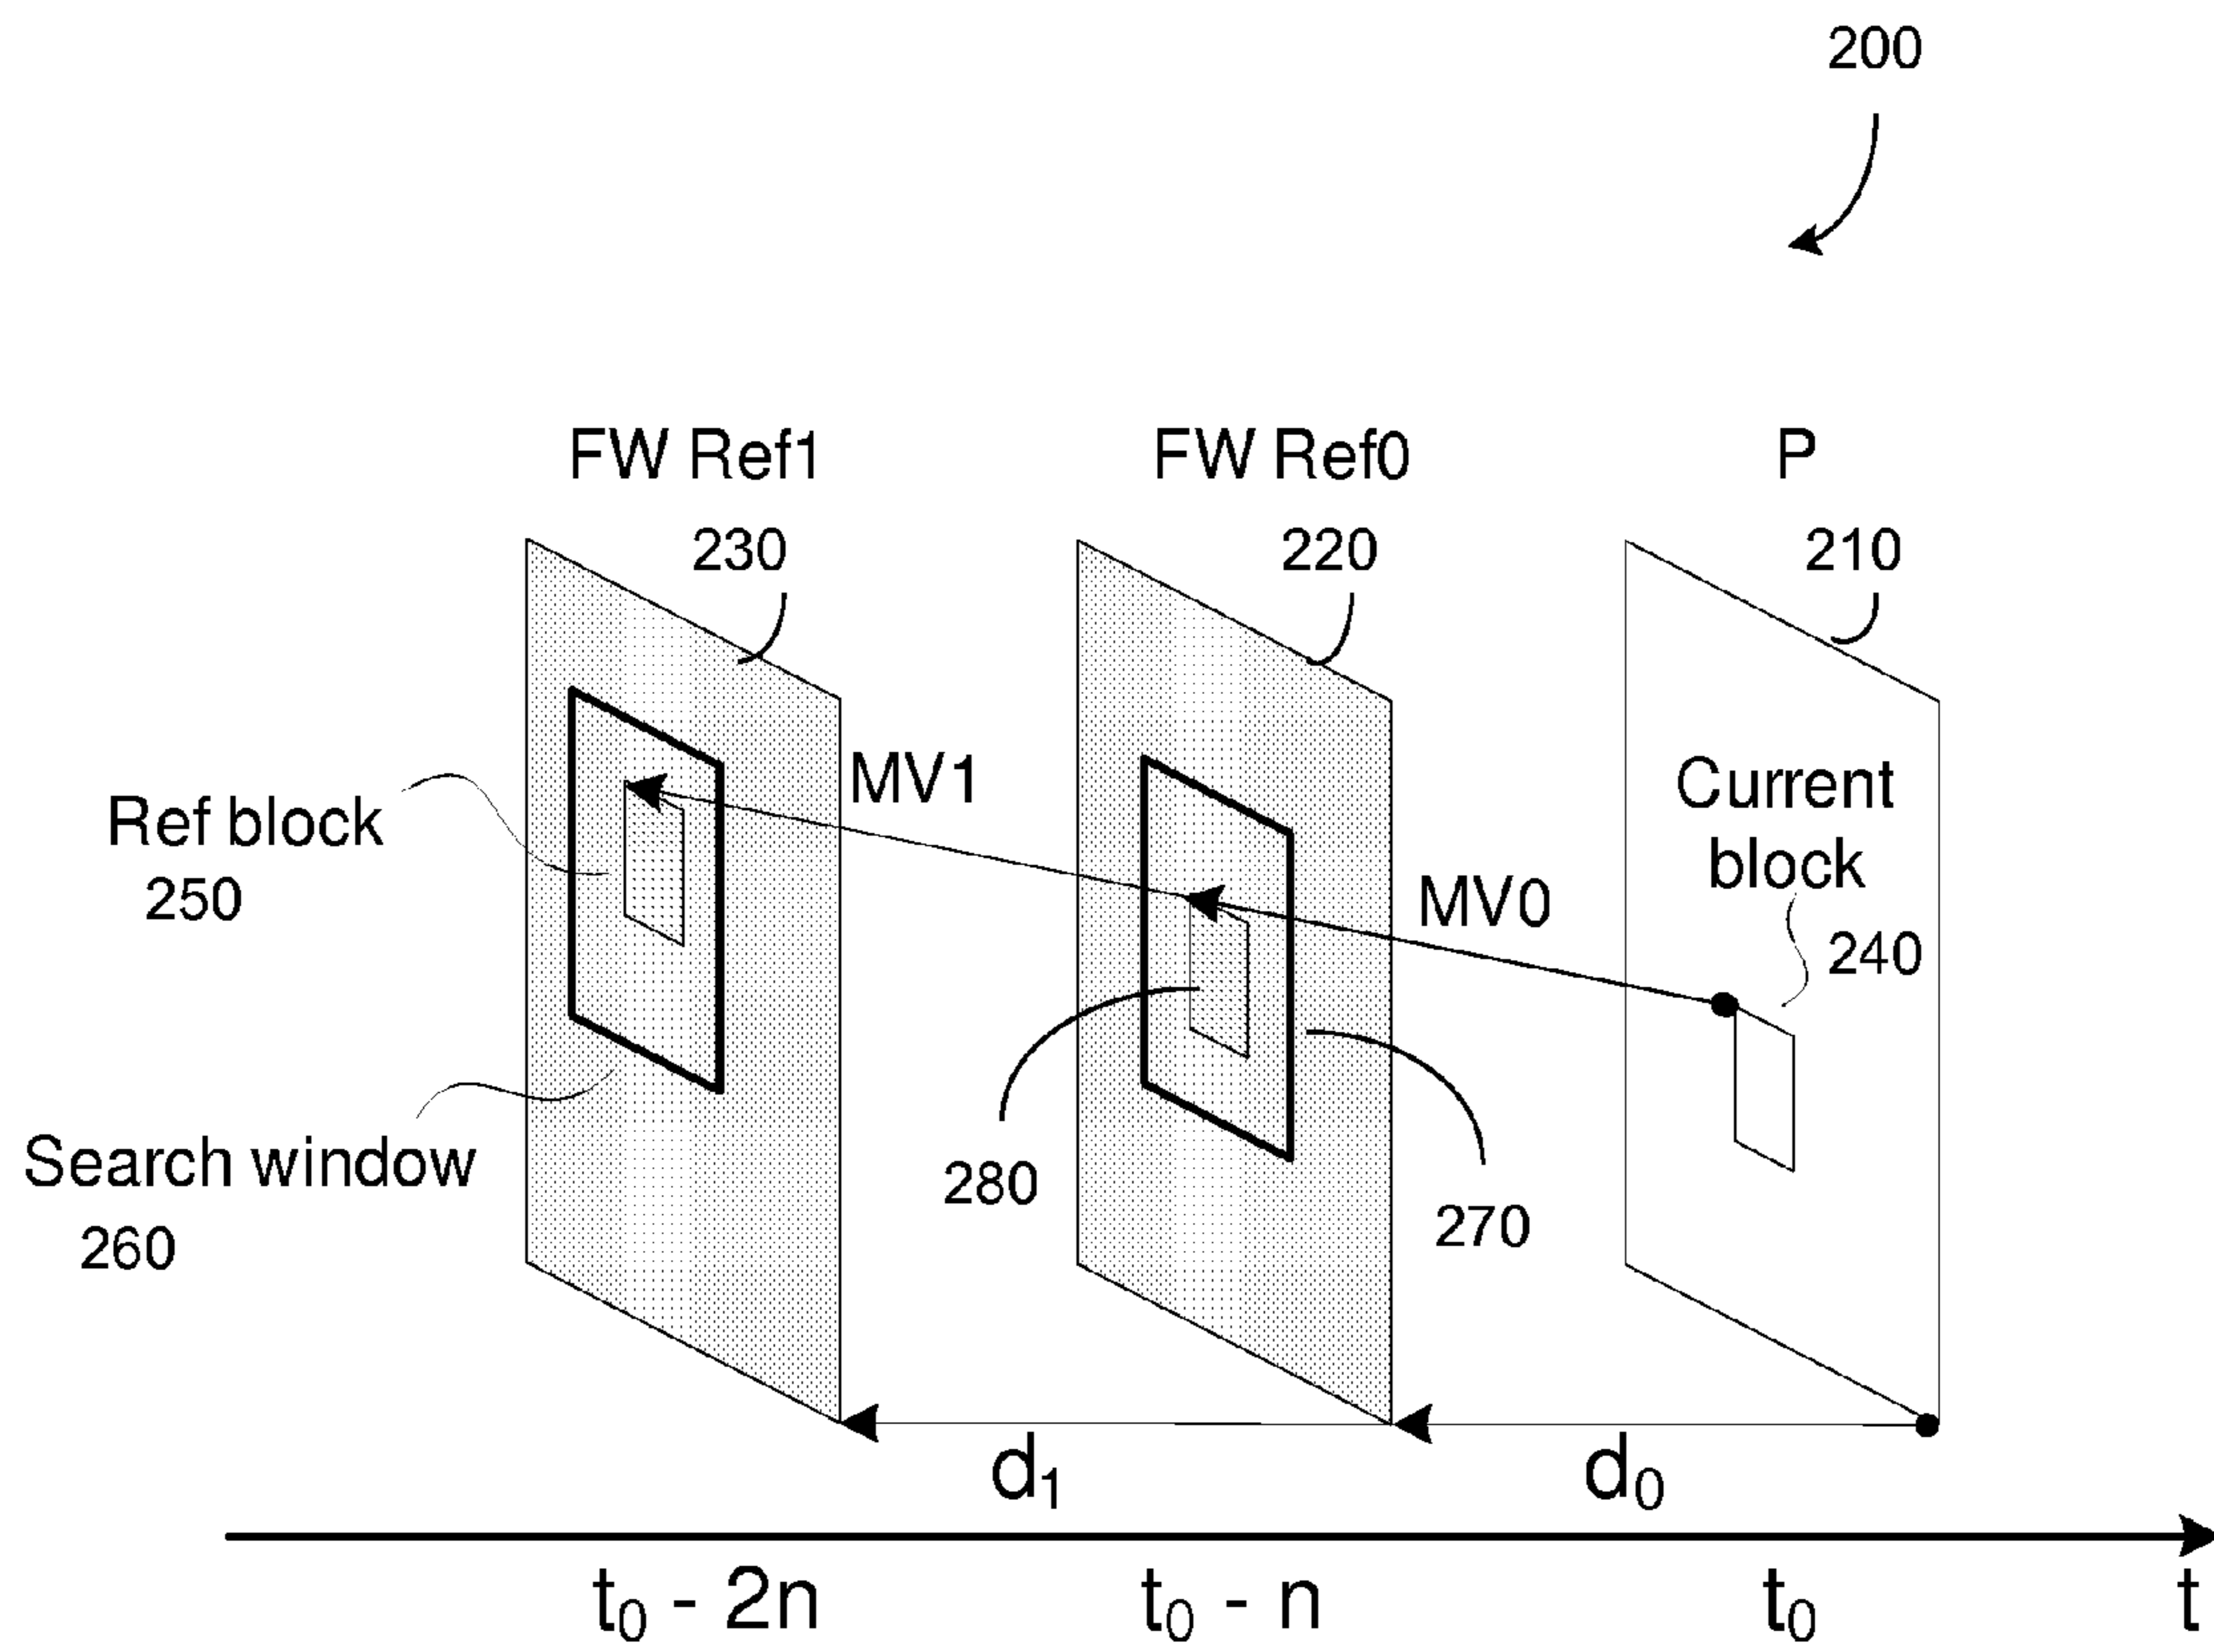 200
FW Ref1
FW Ref0
P
230
220
210
MV1
Current
block
Ref block
250
MV0
240
Search window
260
280
270
d₁
d₀
t₀ - 2n
t₀ - n
t₀
t